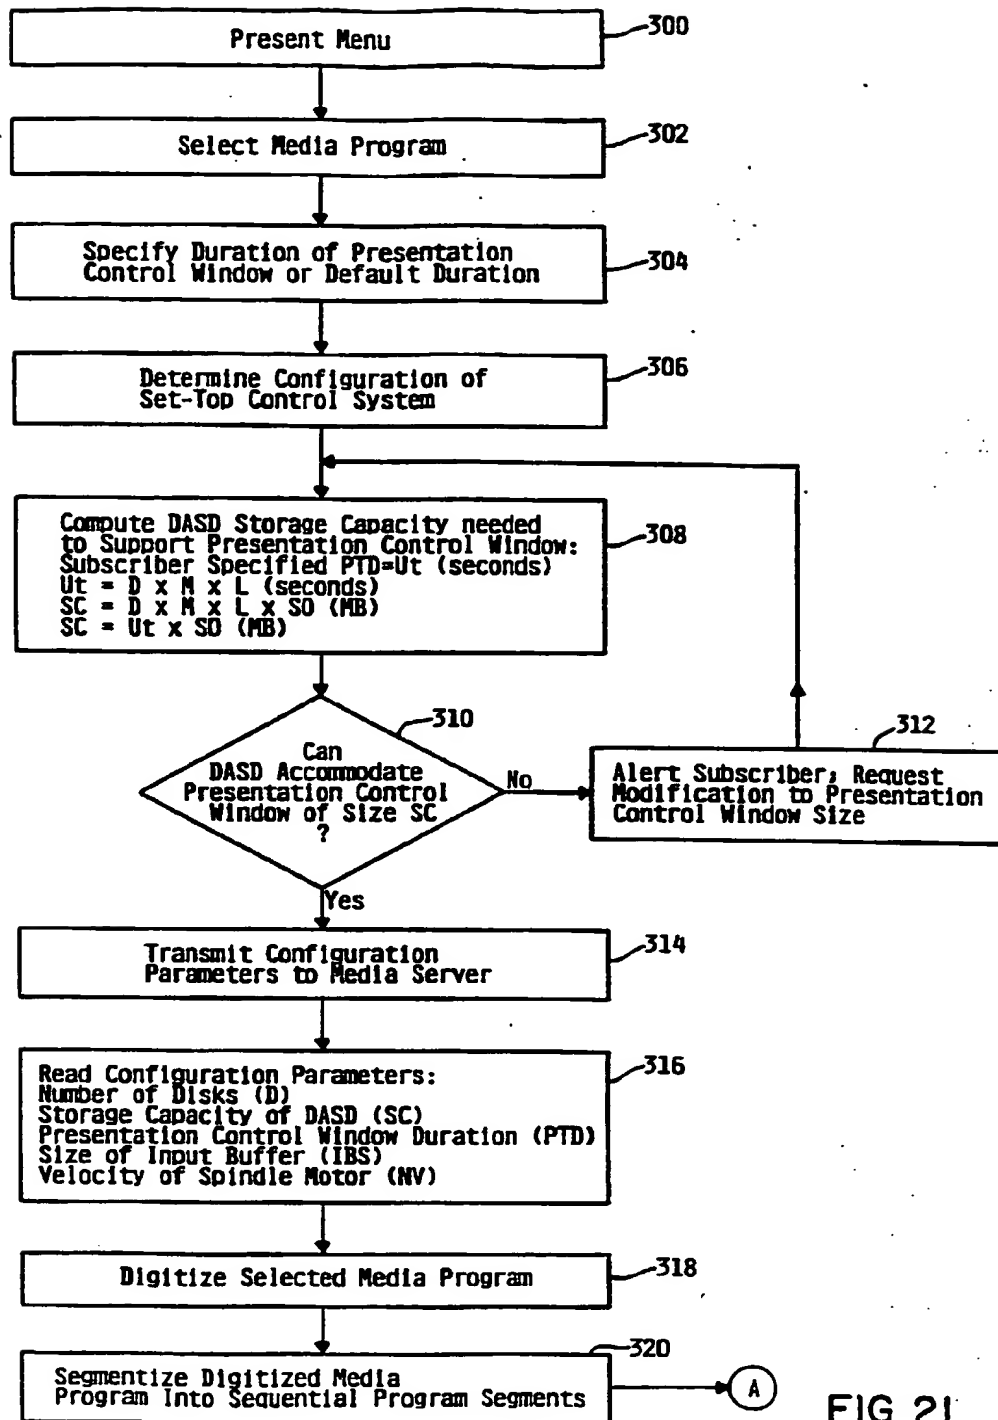 Present Menu
300
Select Media Program
302
Specify Duration of Presentation
Control Window or Default Duration
304
Determine Configuration of
Set-Top Control System
306
Compute DASD Storage Capacity needed
to Support Presentation Control Window:
Subscriber Specified PTD=Ut (seconds)
Ut = D x M x L (seconds)
SC = D x M x L x SO (MB)
SC = Ut x SO (MB)
308
310
Can
DASD Accommodate
Presentation Control
Window of Size SC
?
No
312
Alert Subscriber; Request
Modification to Presentation
Control Window Size
Yes
Transmit Configuration
Parameters to Media Server
314
Read Configuration Parameters:
Number of Disks (D)
Storage Capacity of DASD (SC)
Presentation Control Window Duration (PTD)
Size of Input Buffer (IBS)
Velocity of Spindle Motor (NV)
316
Digitize Selected Media Program
318
Segmentize Digitized Media
Program Into Sequential Program Segments
320
A
FIG. 21